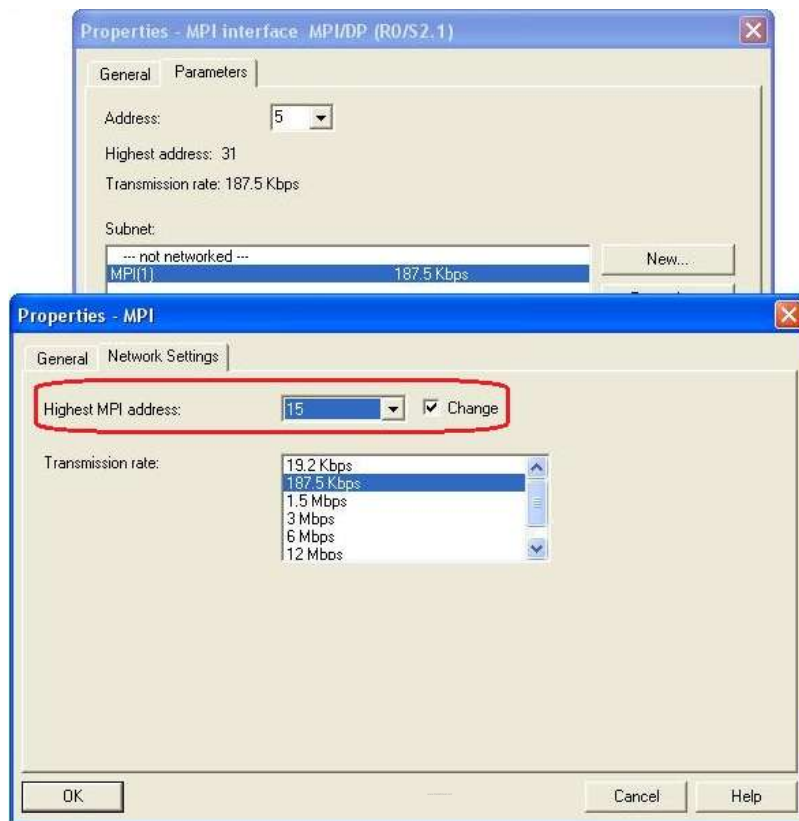 Properties - MPI interface MPI/DP (R0/S2.1)
General Parameters
Address: 5
Highest address: 31
Transmission rate: 187.5 Kbps
Subnet:
--- not networked ---
MPI(1) 187.5 Kbps
New...
Properties - MPI
General Network Settings
Highest MPI address: 15 Change
Transmission rate:
19.2 Kbps
187.5 Kbps
1.5 Mbps
3 Mbps
6 Mbps
12 Mbps
OK Cancel Help